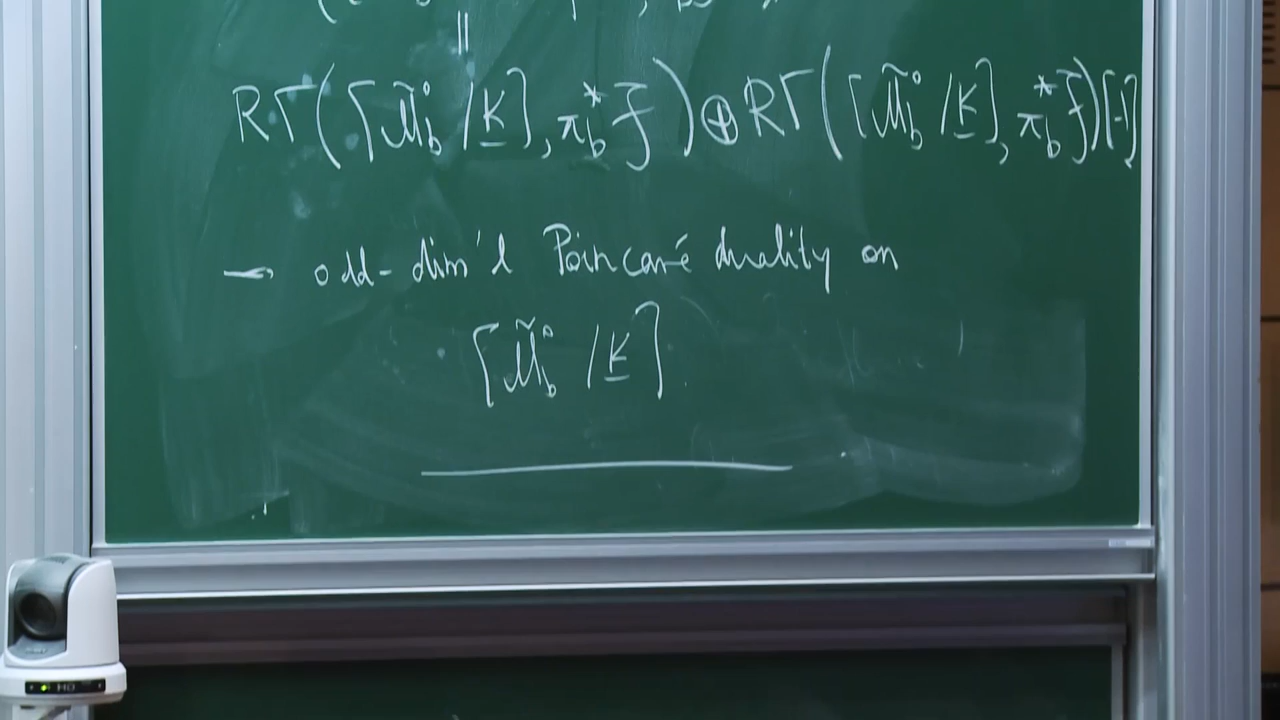 ||
RΓ([M̃°_b /K̲], π_b^* F) ⊕ RΓ([M̃°_b /K̲], π_b^* F)[-1]
→ odd-dim'l Poincaré duality on
[M̃°_b /K̲]